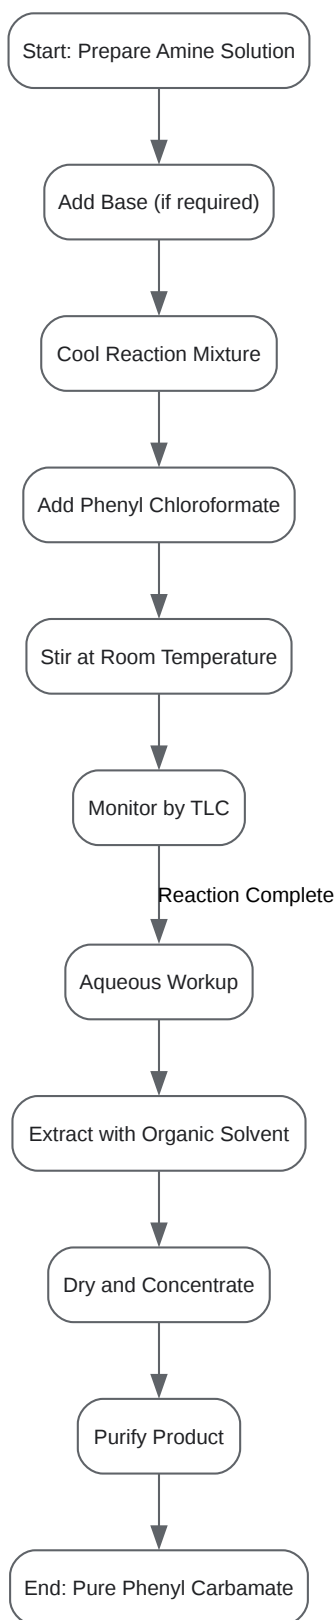 Start: Prepare Amine Solution
Add Base (if required)
Cool Reaction Mixture
Add Phenyl Chloroformate
Stir at Room Temperature
Monitor by TLC
Reaction Complete
Aqueous Workup
Extract with Organic Solvent
Dry and Concentrate
Purify Product
End: Pure Phenyl Carbamate